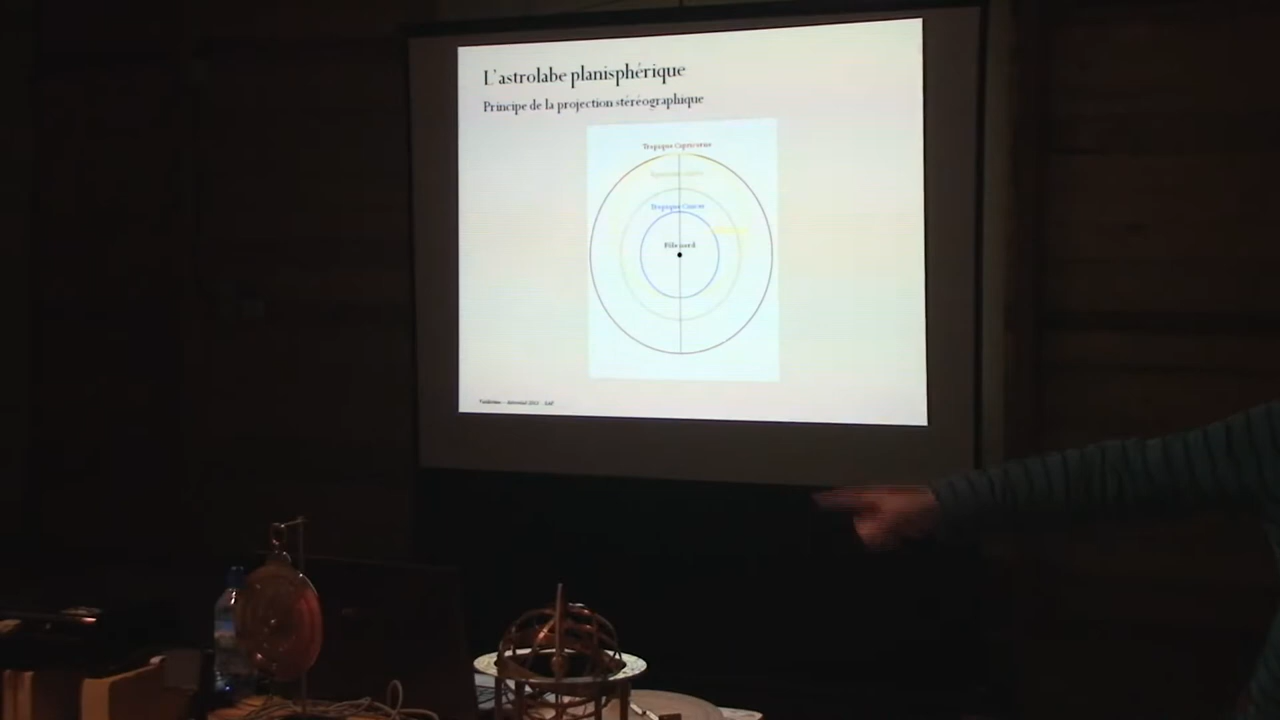 L'astrolabe planisphérique
Principe de la projection stéréographique
Tropique Capricorne
Tropique Cancer
Pôle nord